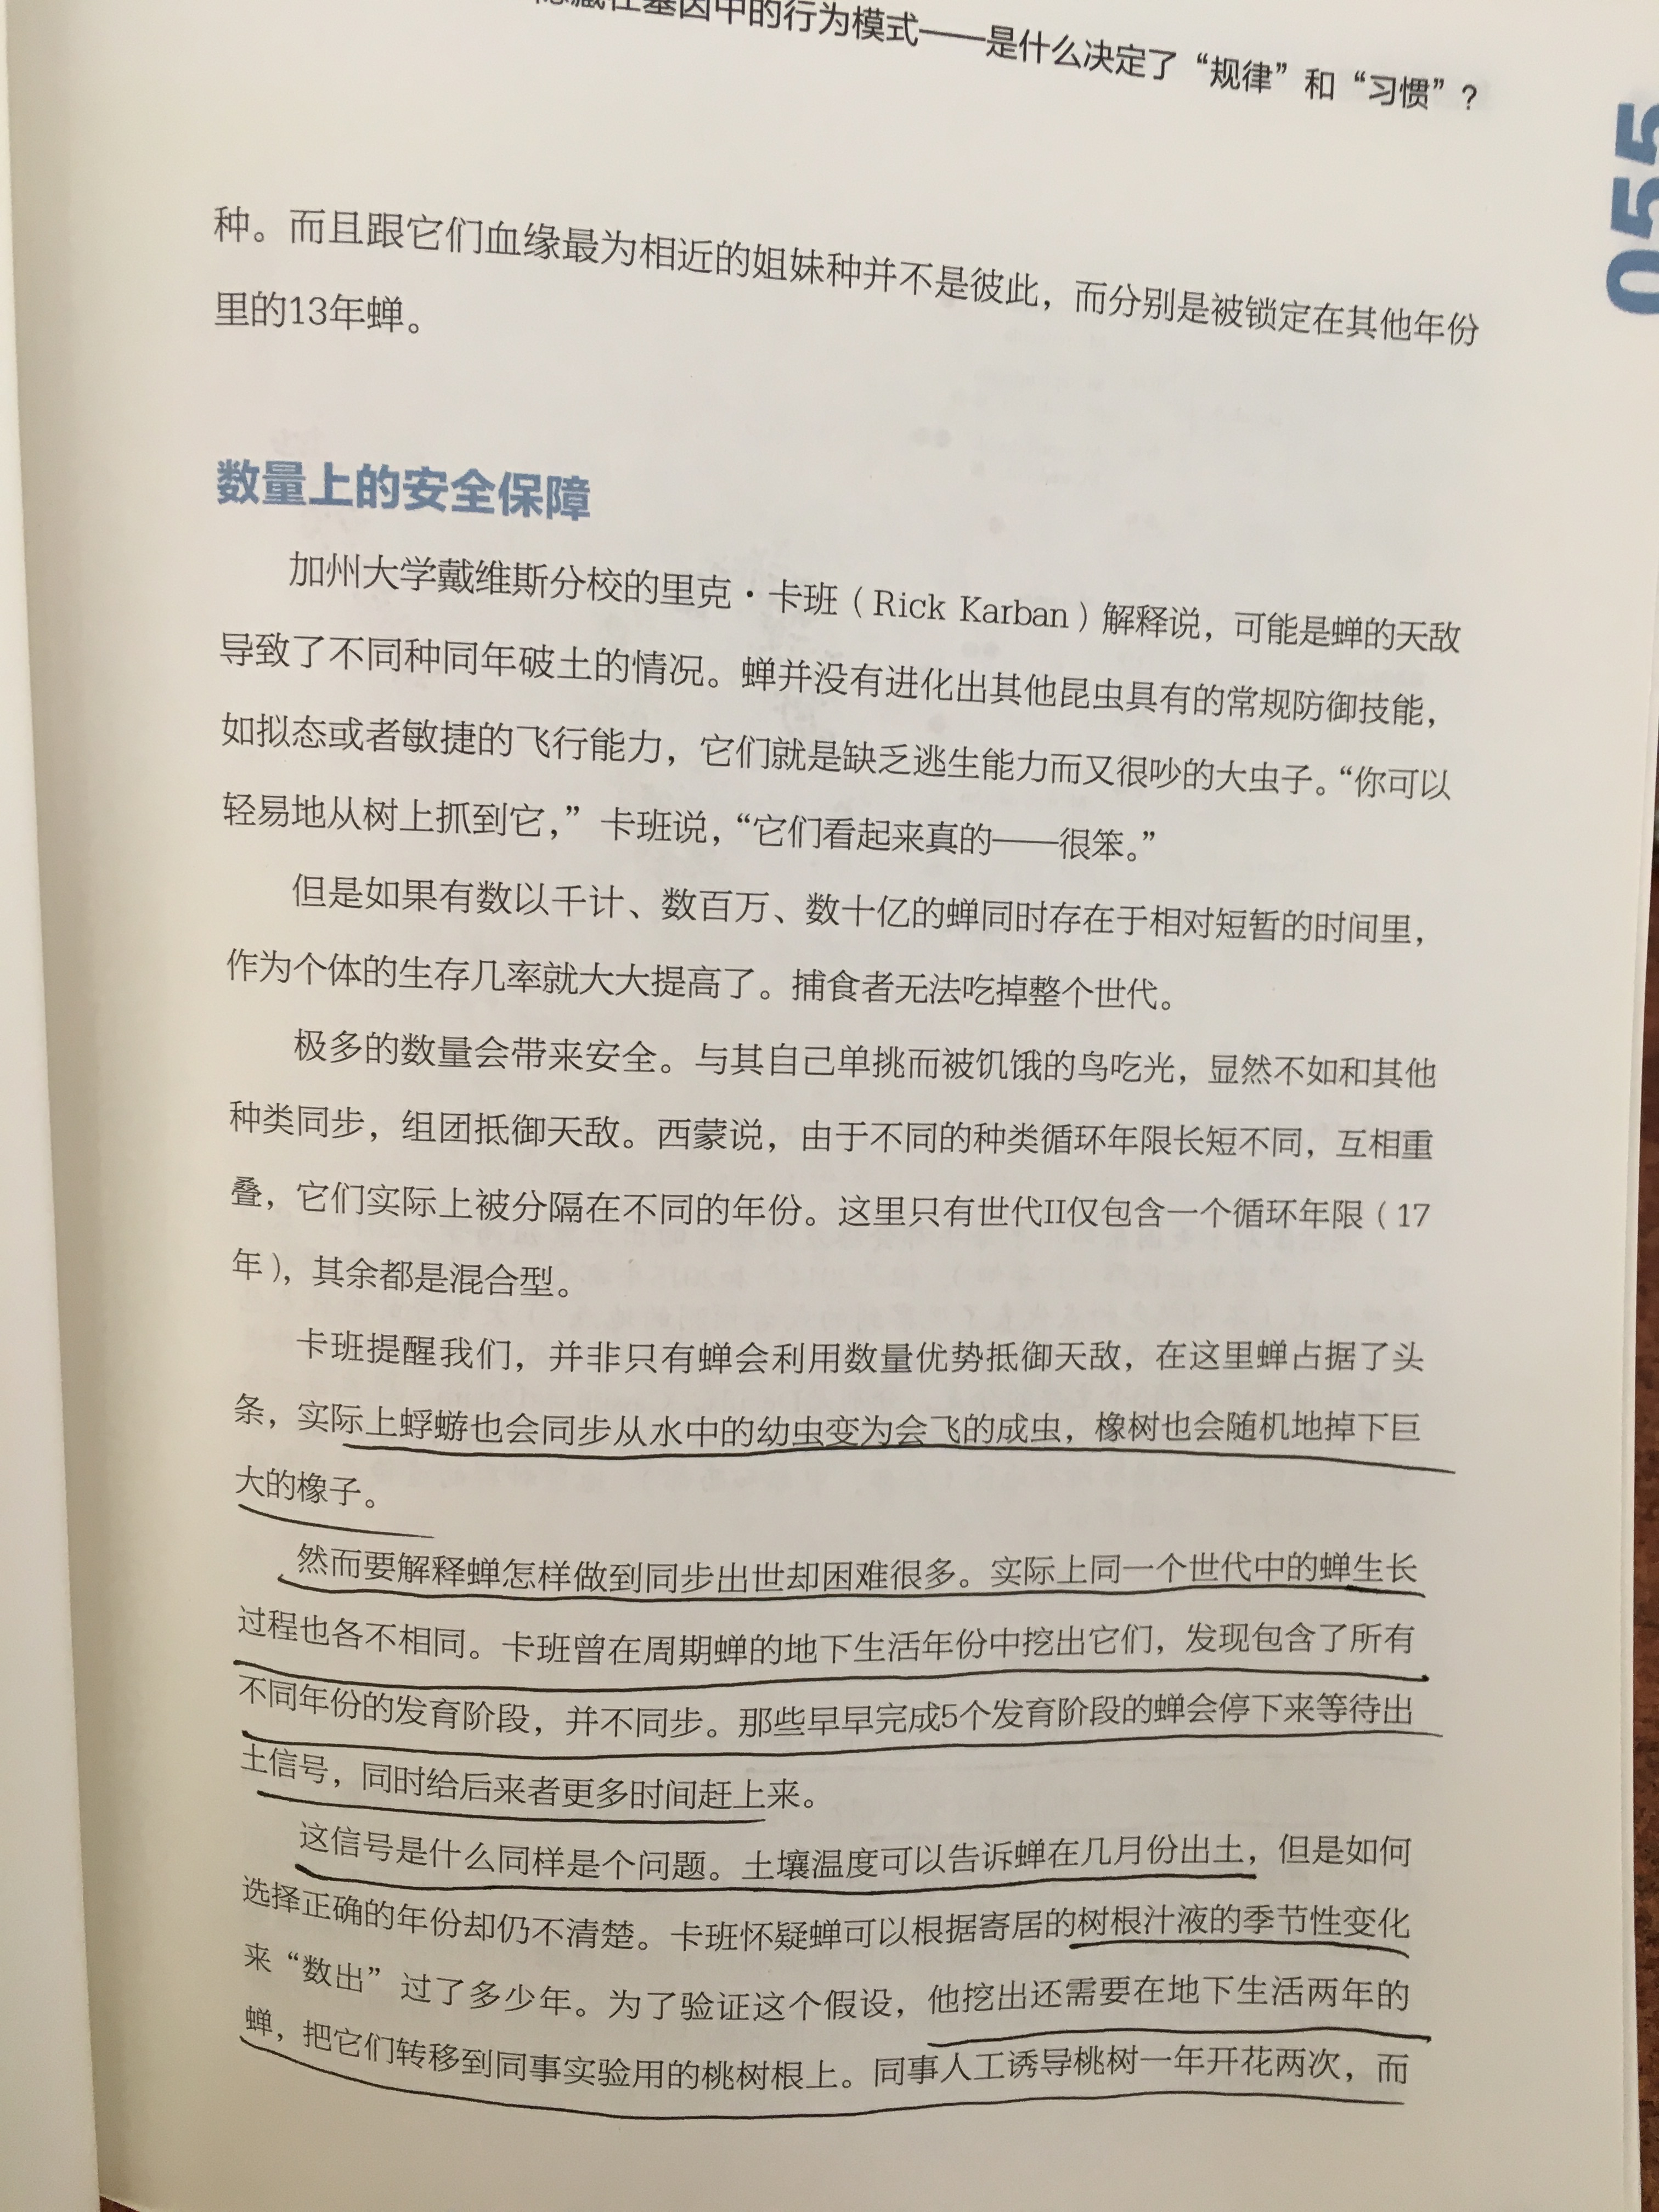 隐藏在基因中的行为模式——是什么决定了“规律”和“习惯”?
055
种。而且跟它们血缘最为相近的姐妹种并不是彼此，而分别是被锁定在其他年份
里的13年蝉。
数量上的安全保障
加州大学戴维斯分校的里克·卡班（Rick Karban）解释说，可能是蝉的天敌
导致了不同种同年破土的情况。蝉并没有进化出其他昆虫具有的常规防御技能，
如拟态或者敏捷的飞行能力，它们就是缺乏逃生能力而又很吵的大虫子。“你可以
轻易地从树上抓到它，”卡班说，“它们看起来真的——很笨。”
但是如果有数以千计、数百万、数十亿的蝉同时存在于相对短暂的时间里，
作为个体的生存几率就大大提高了。捕食者无法吃掉整个世代。
极多的数量会带来安全。与其自己单挑而被饥饿的鸟吃光，显然不如和其他
种类同步，组团抵御天敌。西蒙说，由于不同的种类循环年限长短不同，互相重
叠，它们实际上被分隔在不同的年份。这里只有世代II仅包含一个循环年限（17
年），其余都是混合型。
卡班提醒我们，并非只有蝉会利用数量优势抵御天敌，在这里蝉占据了头
条，实际上蜉蝣也会同步从水中的幼虫变为会飞的成虫，橡树也会随机地掉下巨
大的橡子。
然而要解释蝉怎样做到同步出世却困难很多。实际上同一个世代中的蝉生长
过程也各不相同。卡班曾在周期蝉的地下生活年份中挖出它们，发现包含了所有
不同年份的发育阶段，并不同步。那些早早完成5个发育阶段的蝉会停下来等待出
土信号，同时给后来者更多时间赶上来。
这信号是什么同样是个问题。土壤温度可以告诉蝉在几月份出土，但是如何
选择正确的年份却仍不清楚。卡班怀疑蝉可以根据寄居的树根汁液的季节性变化
来“数出”过了多少年。为了验证这个假设，他挖出还需要在地下生活两年的
蝉，把它们转移到同事实验用的桃树根上。同事人工诱导桃树一年开花两次，而